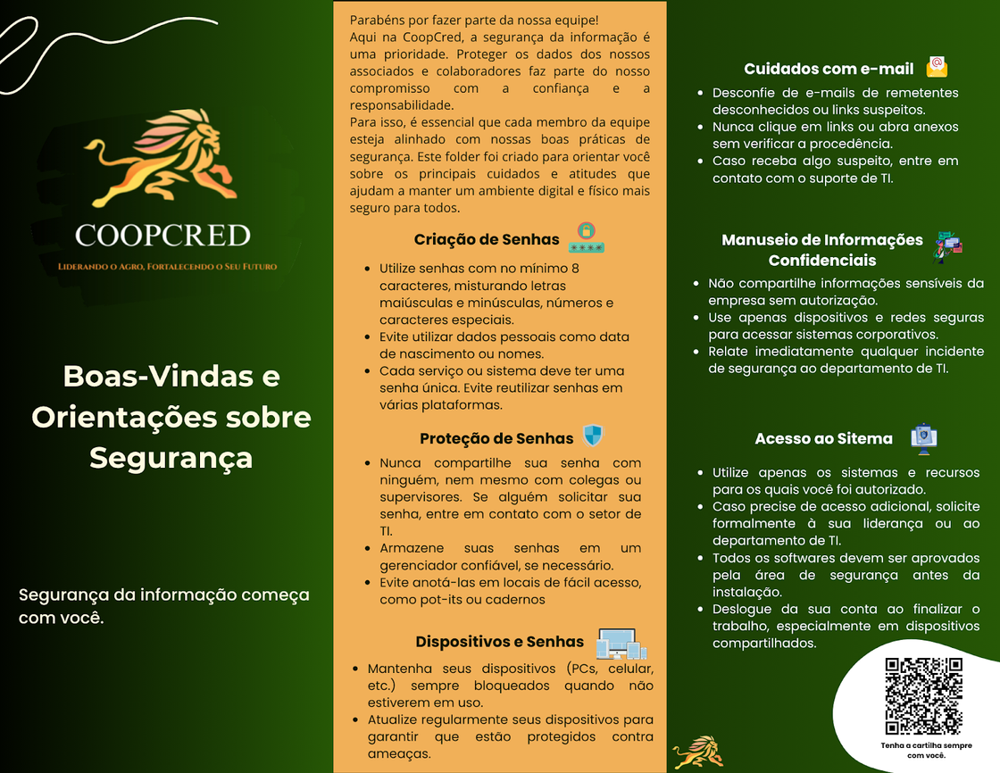 COOPCRED
Liderando o Agro, Fortalecendo o Seu Futuro
Boas-Vindas e
Orientações sobre
Segurança
Segurança da informação começa
com você.
Parabéns por fazer parte da nossa equipe!
Aqui na CoopCred, a segurança da informação é
uma prioridade. Proteger os dados dos nossos
associados e colaboradores faz parte do nosso
compromisso com a confiança e a
responsabilidade.
Para isso, é essencial que cada membro da equipe
esteja alinhado com nossas boas práticas de
segurança. Este folder foi criado para orientar você
sobre os principais cuidados e atitudes que
ajudam a manter um ambiente digital e físico mais
seguro para todos.
Criação de Senhas
• Utilize senhas com no mínimo 8
caracteres, misturando letras
maiúsculas e minúsculas, números e
caracteres especiais.
• Evite utilizar dados pessoais como data
de nascimento ou nomes.
• Cada serviço ou sistema deve ter uma
senha única. Evite reutilizar senhas em
várias plataformas.
Proteção de Senhas
• Nunca compartilhe sua senha com
ninguém, nem mesmo com colegas ou
supervisores. Se alguém solicitar sua
senha, entre em contato com o setor de
TI.
• Armazene suas senhas em um
gerenciador confiável, se necessário.
• Evite anotá-las em locais de fácil acesso,
como pot-its ou cadernos
Dispositivos e Senhas
• Mantenha seus dispositivos (PCs, celular,
etc.) sempre bloqueados quando não
estiverem em uso.
• Atualize regularmente seus dispositivos para
garantir que estão protegidos contra
ameaças.
Cuidados com e-mail
• Desconfie de e-mails de remetentes
desconhecidos ou links suspeitos.
• Nunca clique em links ou abra anexos
sem verificar a procedência.
• Caso receba algo suspeito, entre em
contato com o suporte de TI.
Manuseio de Informações
Confidenciais
• Não compartilhe informações sensíveis da
empresa sem autorização.
• Use apenas dispositivos e redes seguras
para acessar sistemas corporativos.
• Relate imediatamente qualquer incidente
de segurança ao departamento de TI.
Acesso ao Sitema
• Utilize apenas os sistemas e recursos
para os quais você foi autorizado.
• Caso precise de acesso adicional, solicite
formalmente à sua liderança ou ao
departamento de TI.
• Todos os softwares devem ser aprovados
pela área de segurança antes da
instalação.
• Deslogue da sua conta ao finalizar o
trabalho, especialmente em dispositivos
compartilhados.
Tenha a cartilha sempre
com você.